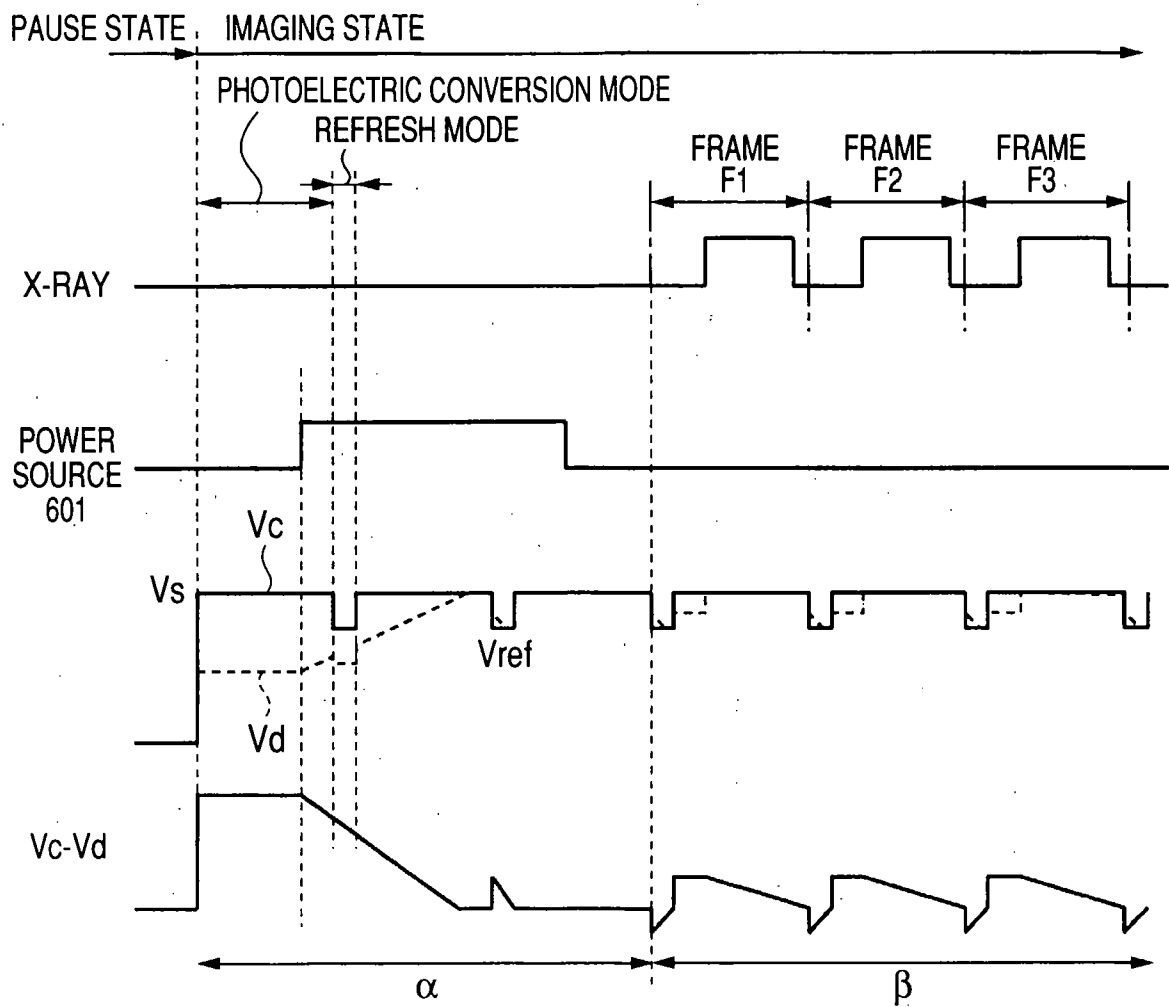 PAUSE STATE
IMAGING STATE
PHOTOELECTRIC CONVERSION MODE
REFRESH MODE
FRAME
F1
FRAME
F2
FRAME
F3
X-RAY
POWER
SOURCE
601
Vc
Vs
Vref
Vd
Vc-Vd
α
β